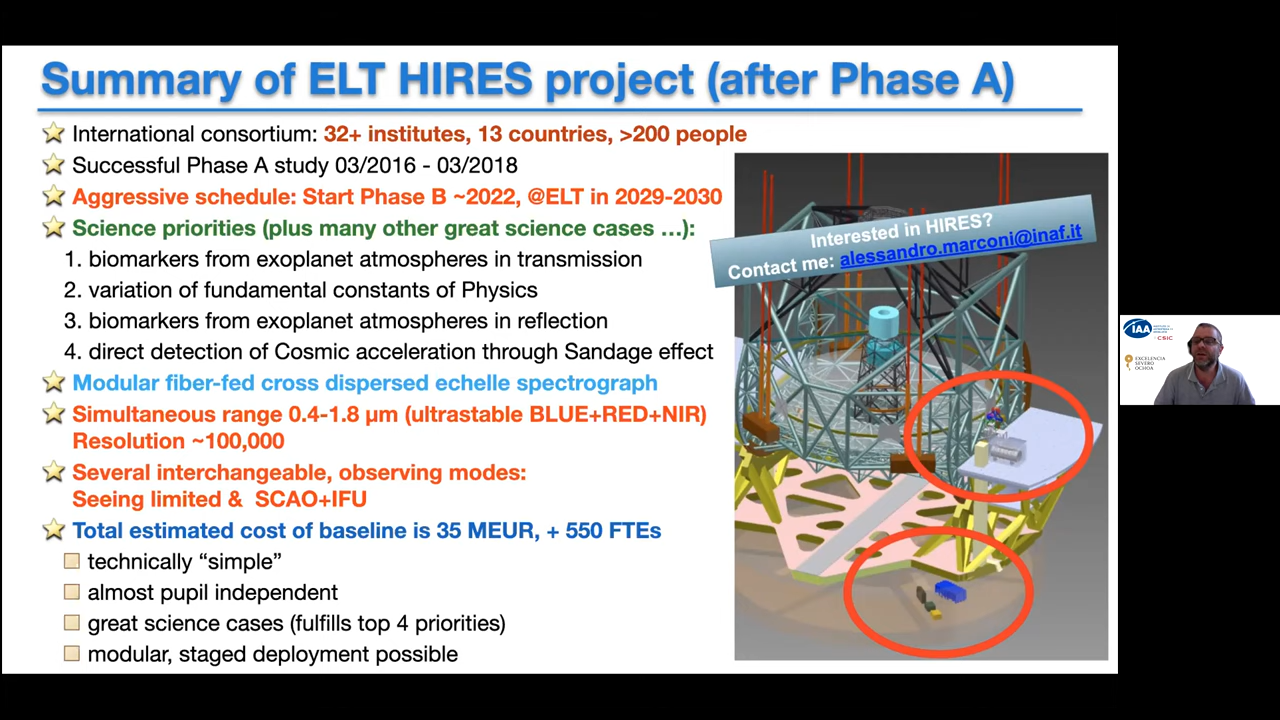 Summary of ELT HIRES project (after Phase A)
International consortium: 32+ institutes, 13 countries, >200 people
Successful Phase A study 03/2016 - 03/2018
Aggressive schedule: Start Phase B ~2022, @ELT in 2029-2030
Science priorities (plus many other great science cases …):
1. biomarkers from exoplanet atmospheres in transmission
2. variation of fundamental constants of Physics
3. biomarkers from exoplanet atmospheres in reflection
4. direct detection of Cosmic acceleration through Sandage effect
Modular fiber-fed cross dispersed echelle spectrograph
Simultaneous range 0.4-1.8 µm (ultrastable BLUE+RED+NIR)
Resolution ~100,000
Several interchangeable, observing modes:
Seeing limited & SCAO+IFU
Total estimated cost of baseline is 35 MEUR, + 550 FTEs
technically “simple”
almost pupil independent
great science cases (fulfills top 4 priorities)
modular, staged deployment possible
Interested in HIRES?
Contact me: alessandro.marconi@inaf.it
IAA
CSIC
EXCELENCIA
SEVERO
OCHOA